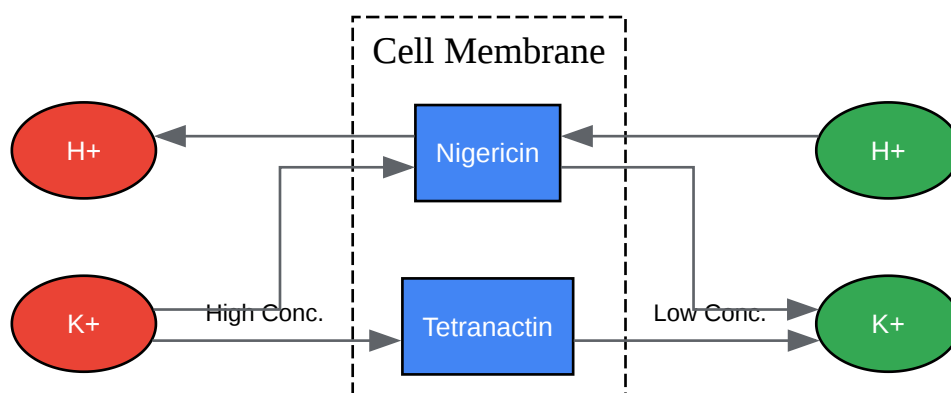 Cell Membrane
H+
Nigericin
H+
K+
High Conc.
Tetranactin
Low Conc.
K+